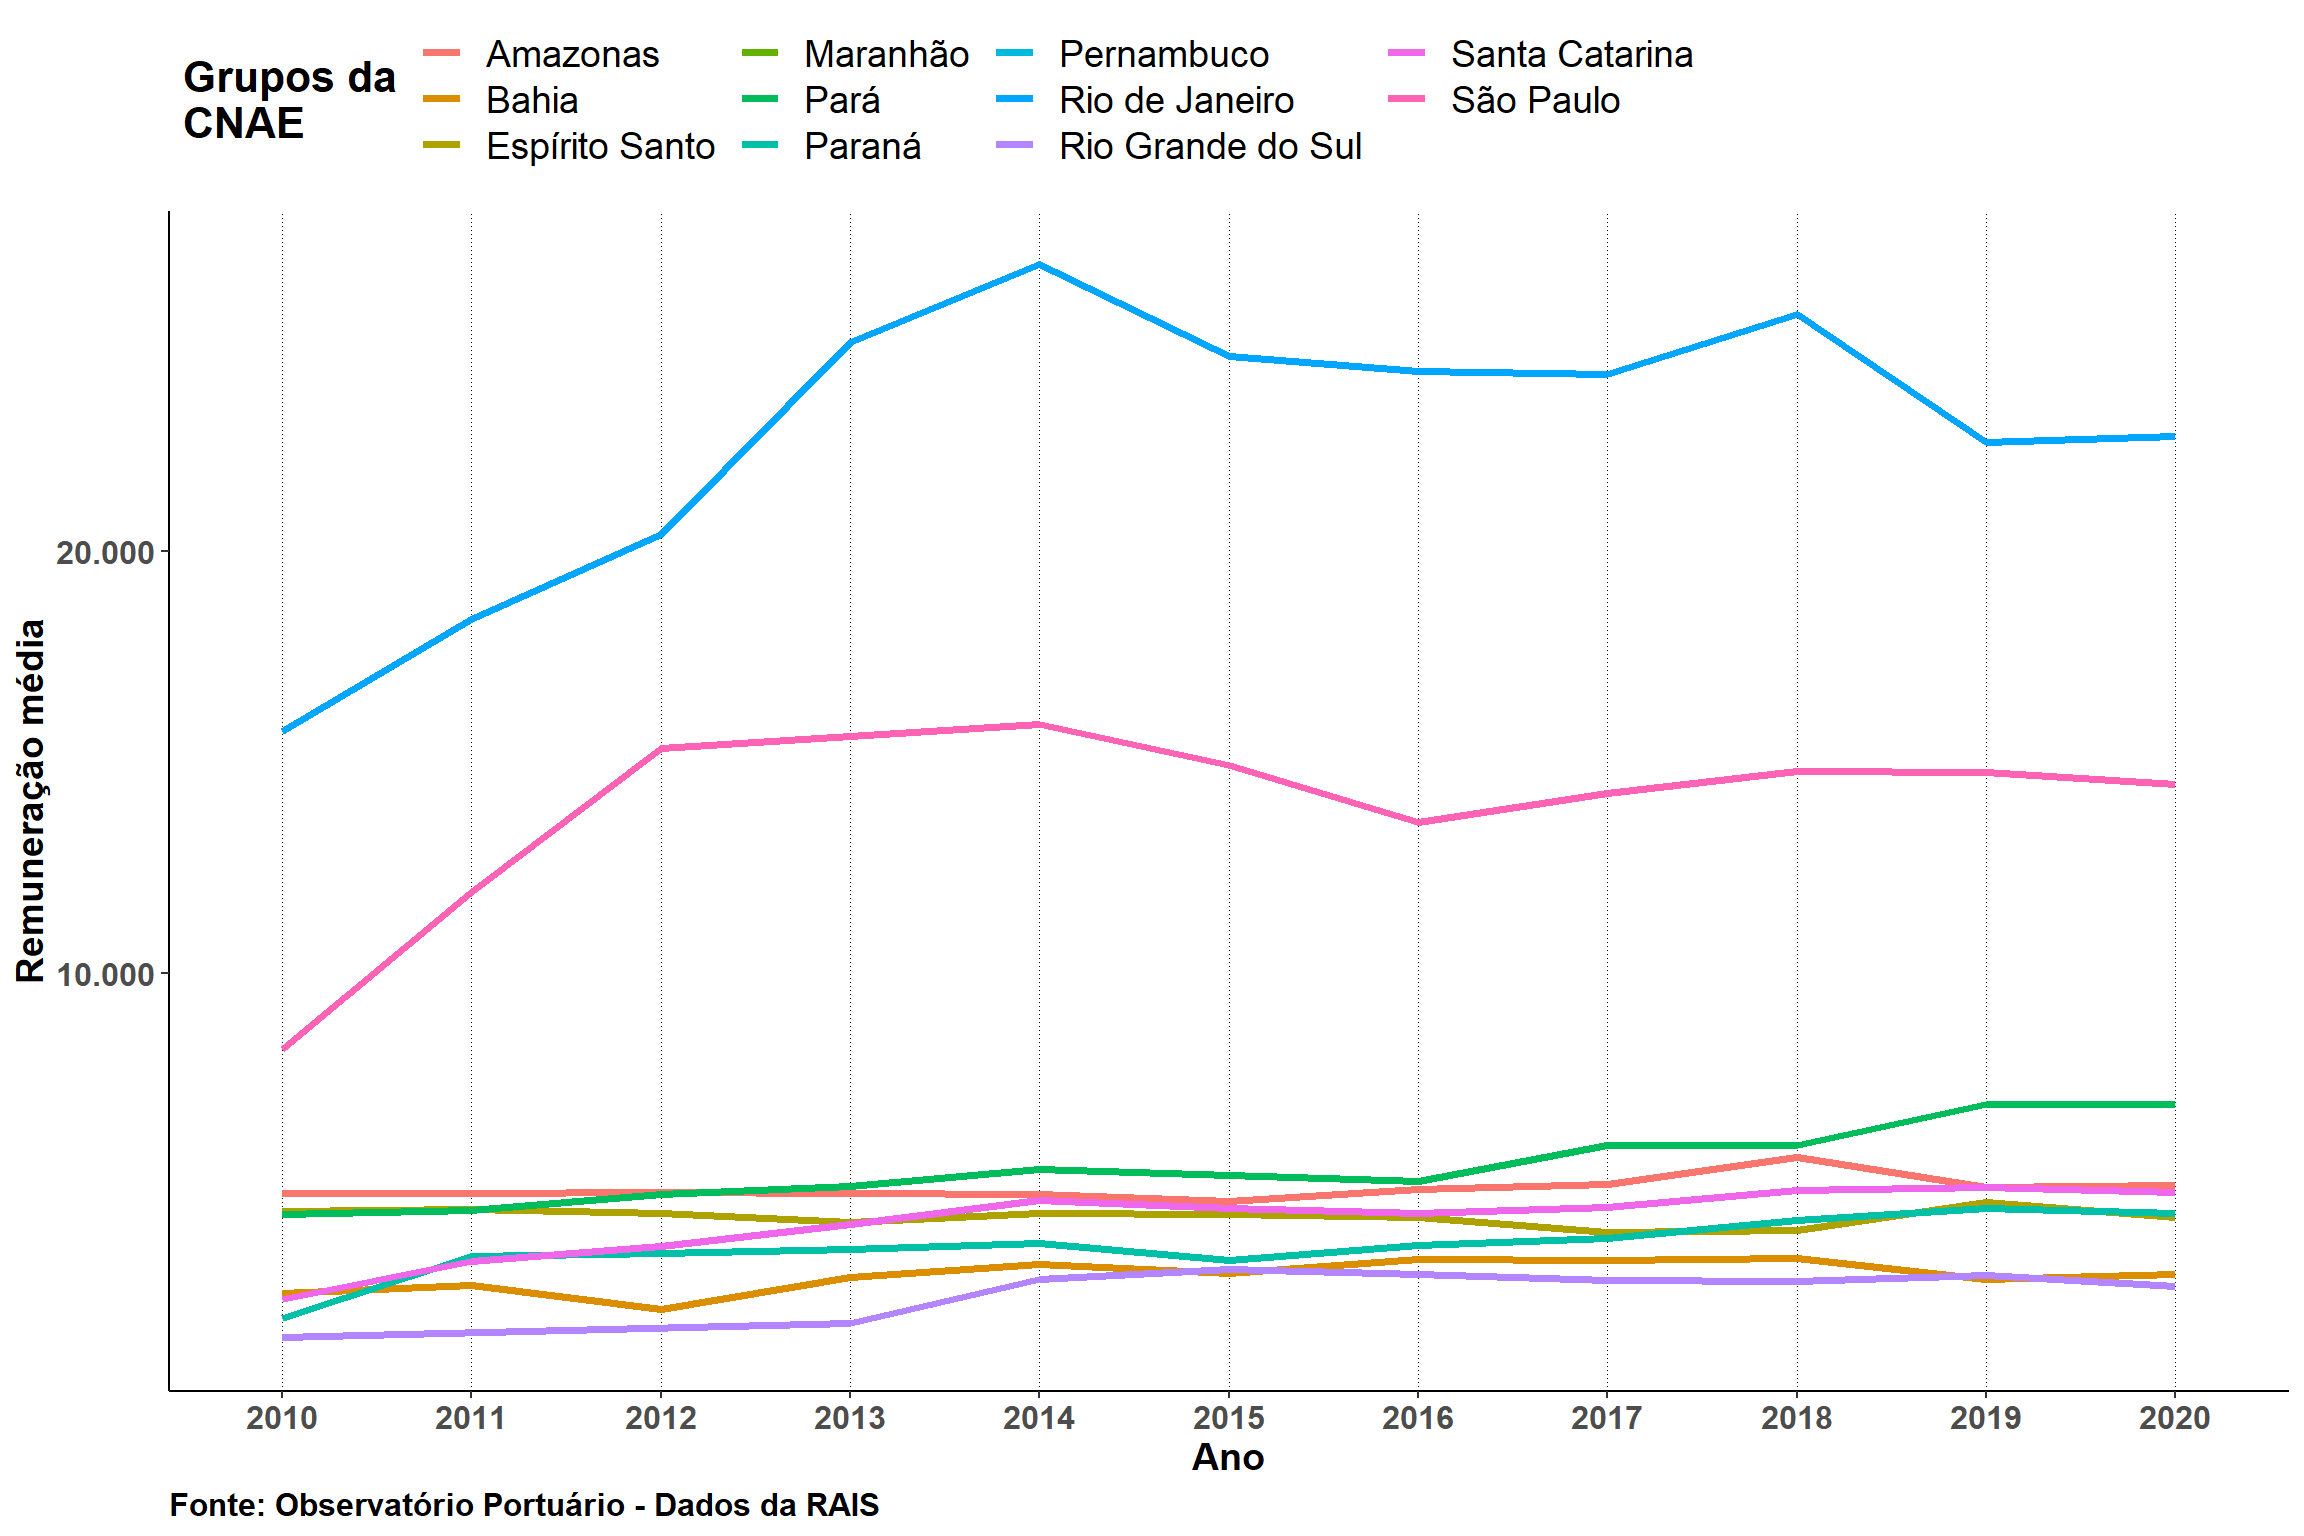 Grupos da
CNAE
Amazonas
Bahia
Espírito Santo
Maranhão
Pará
Paraná
Pernambuco
Rio de Janeiro
Rio Grande do Sul
Santa Catarina
São Paulo
Remuneração média
20.000
10.000
2010 2011 2012 2013 2014 2015 2016 2017 2018 2019 2020
Ano
Fonte: Observatório Portuário - Dados da RAIS